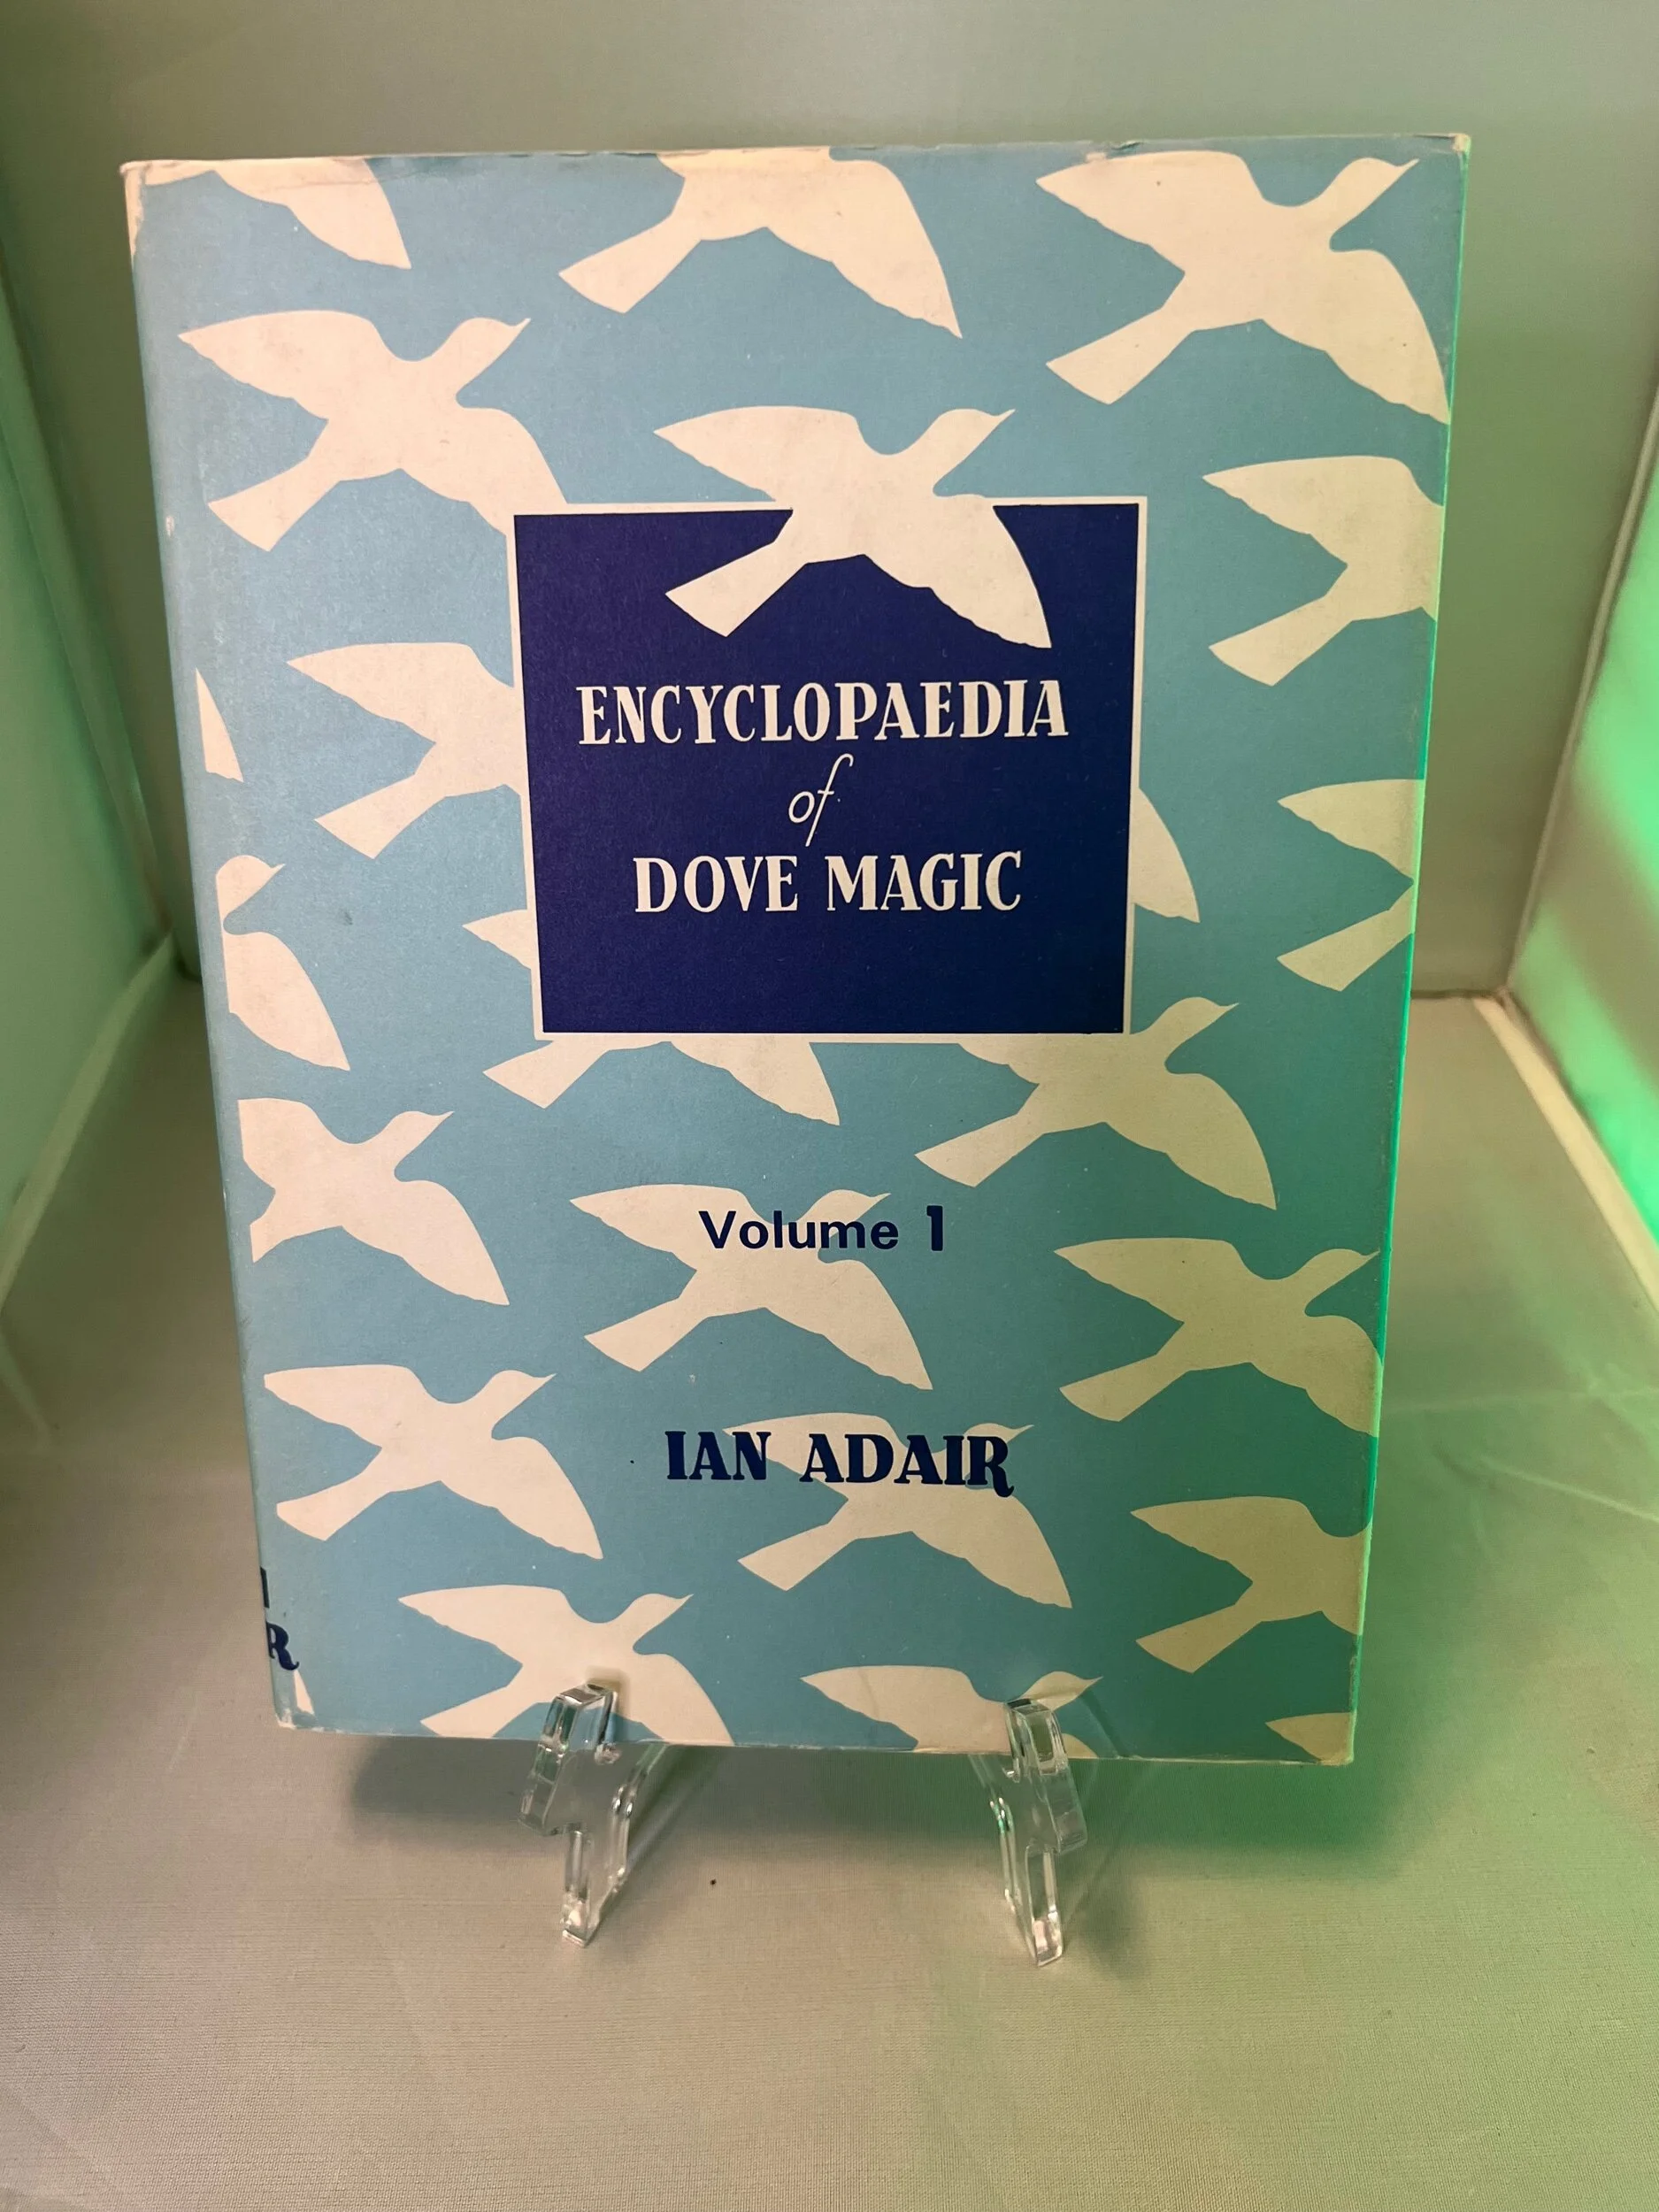 ENCYCLOPAEDIA
of
DOVE MAGIC
Volume 1
IAN ADAIR
R